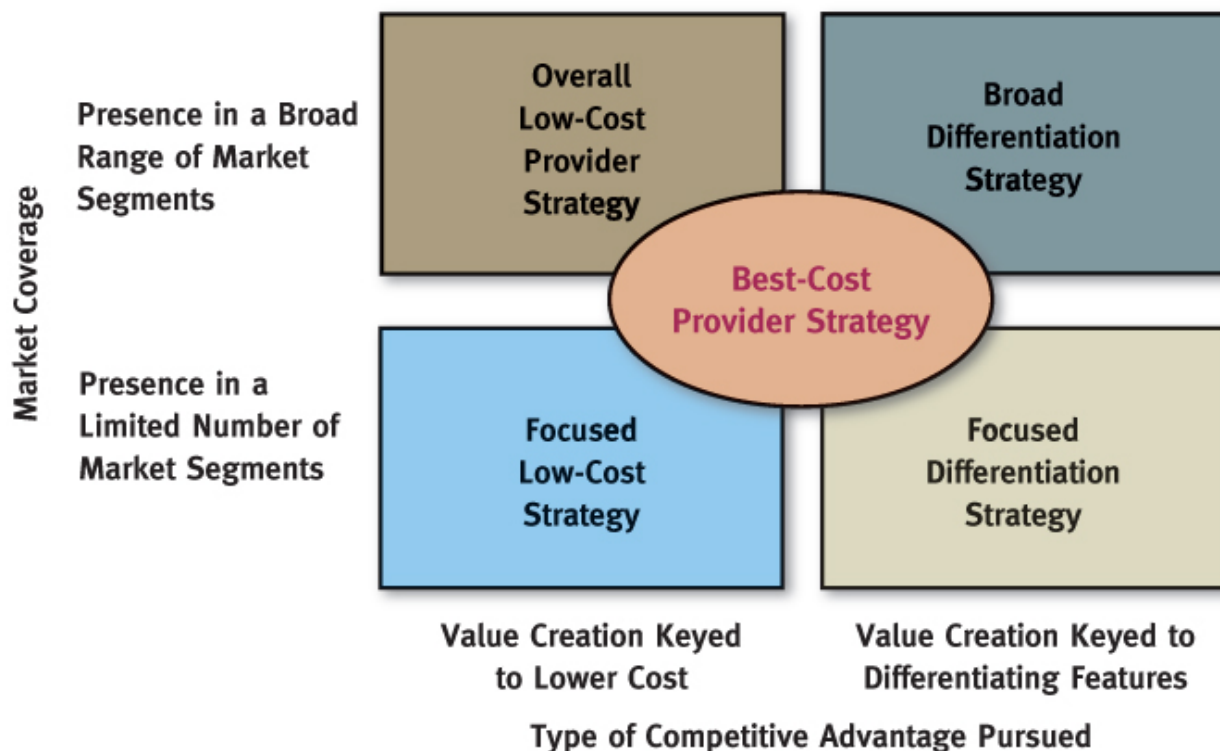 Market Coverage
Presence in a Broad
Range of Market
Segments
Overall
Low-Cost
Provider
Strategy
Broad
Differentiation
Strategy
Best-Cost
Provider Strategy
Presence in a
Limited Number of
Market Segments
Focused
Low-Cost
Strategy
Focused
Differentiation
Strategy
Value Creation Keyed
to Lower Cost
Value Creation Keyed to
Differentiating Features
Type of Competitive Advantage Pursued